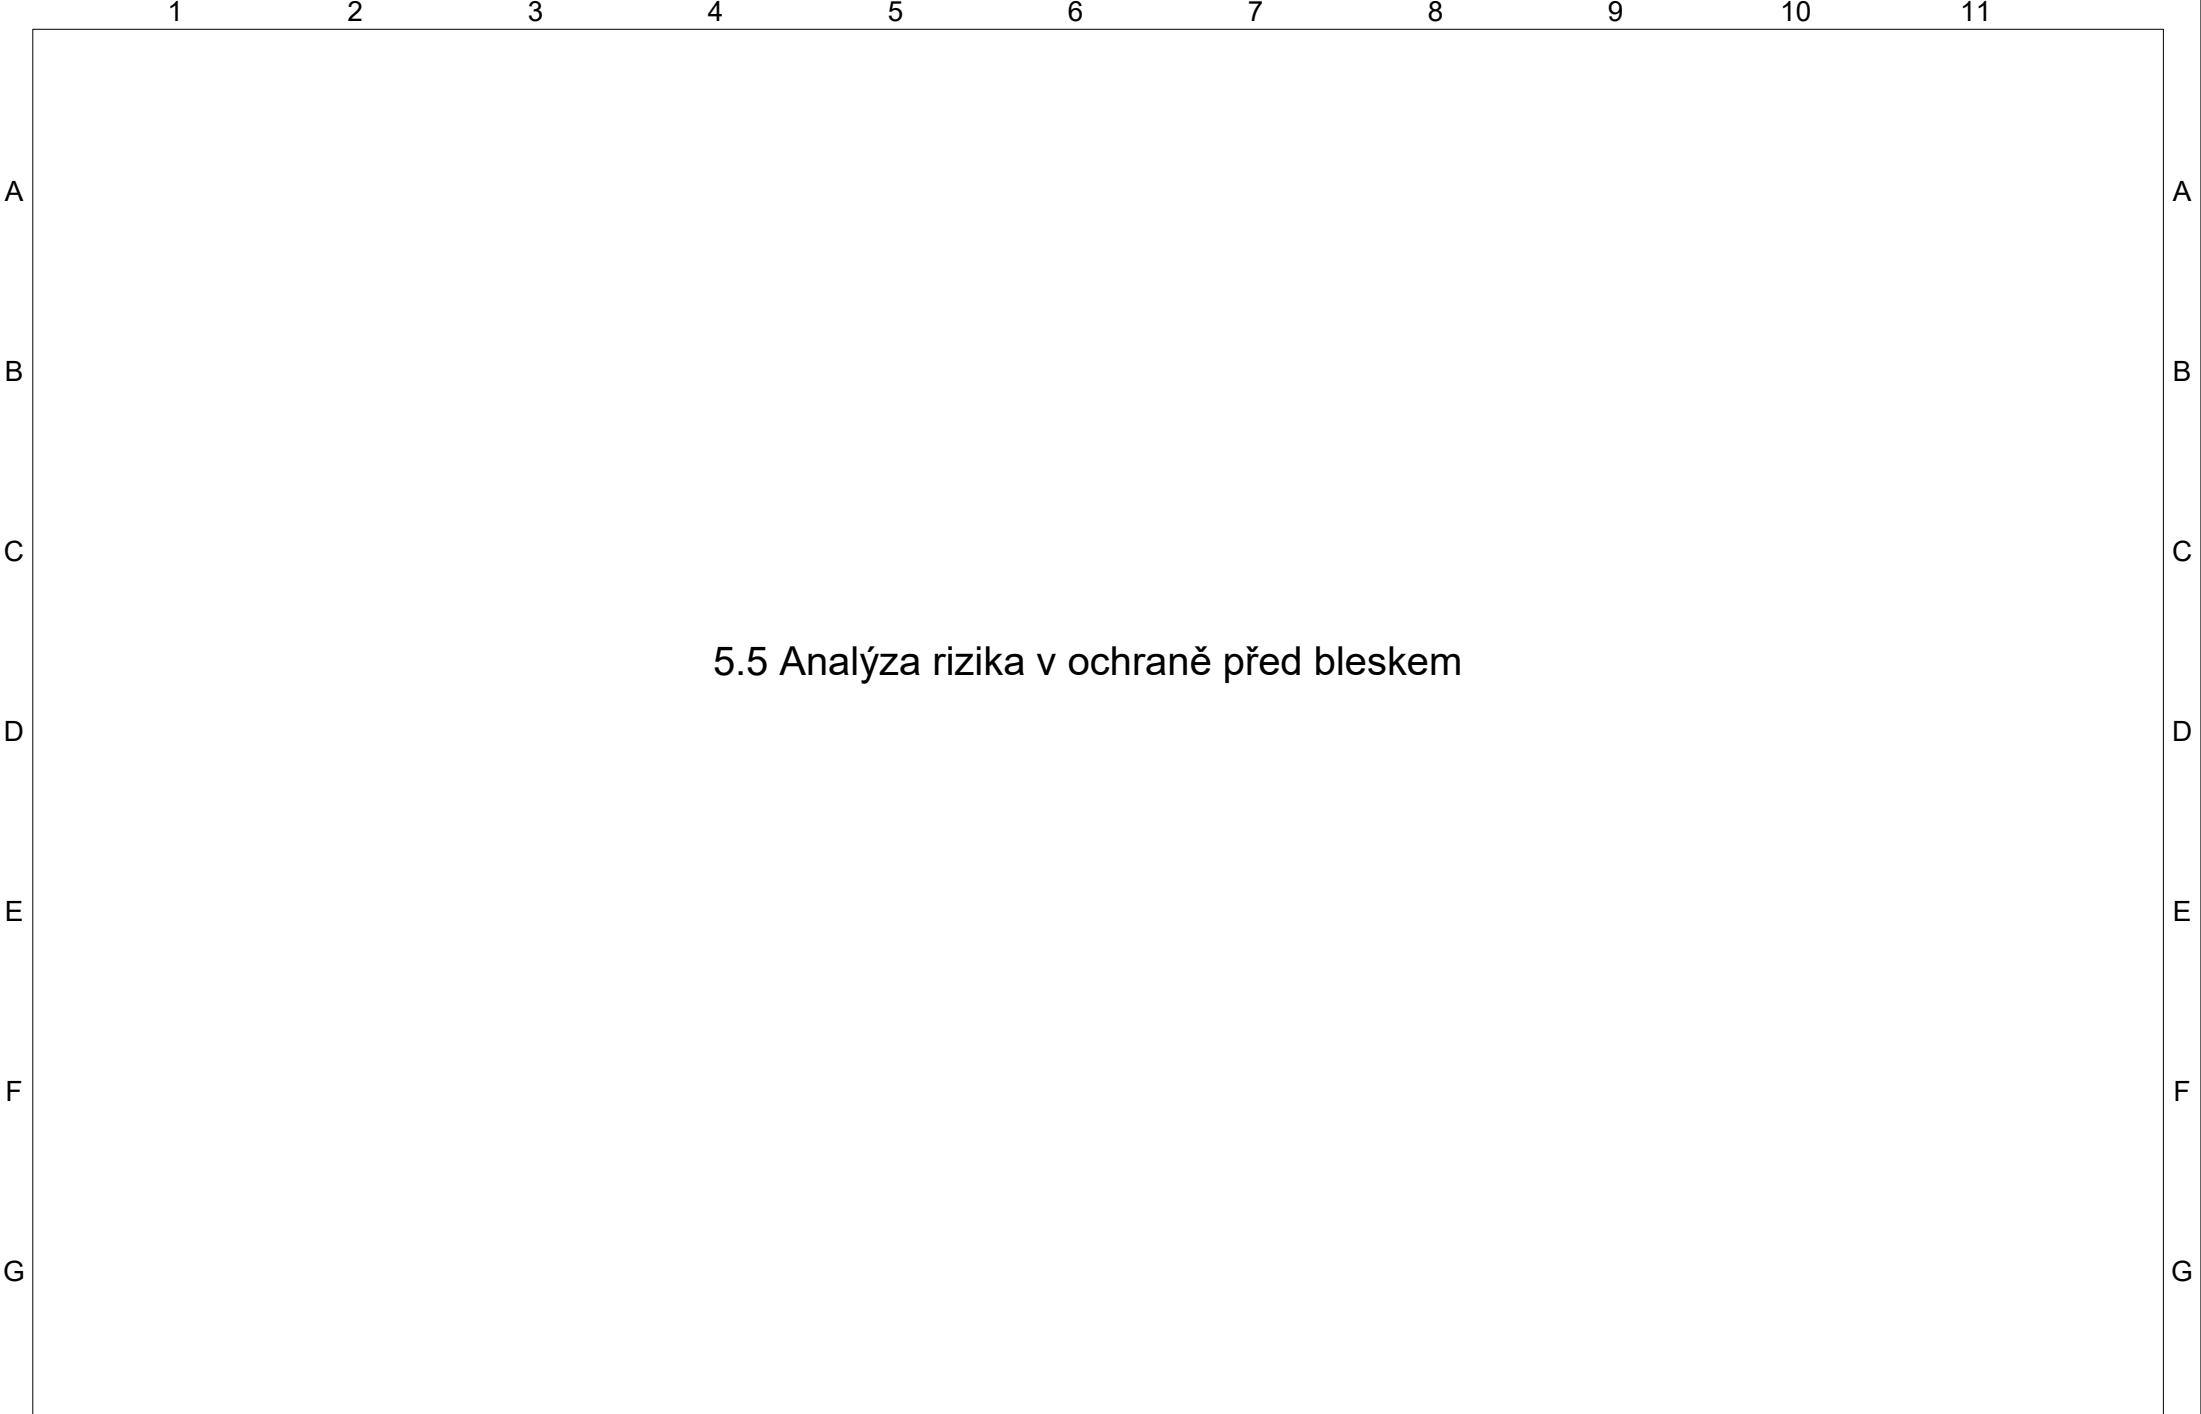 1 2 3 4 5 6 7 8 9 10 11
A A
B B
C C
5.5 Analýza rizika v ochraně před bleskem
D D
E E
F F
G G